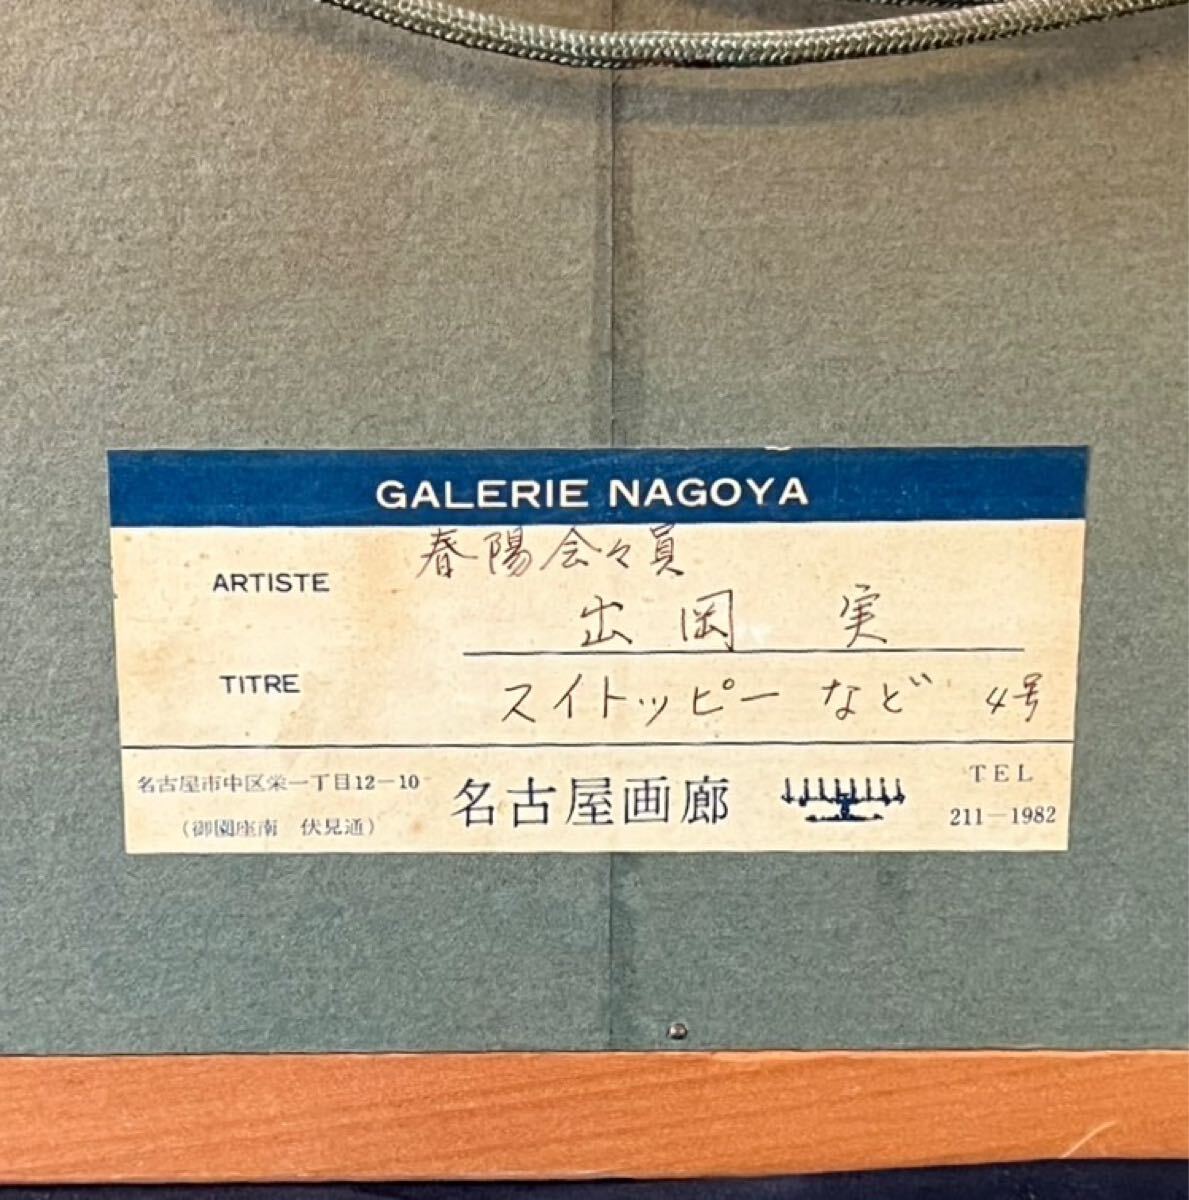 GALERIE NAGOYA
春陽会々員
ARTISTE
出岡 実
TITRE
スイトッピー など 4号
名古屋市中区栄一丁目12-10
(御園座南 伏見通)
名古屋画廊
TEL
211-1982